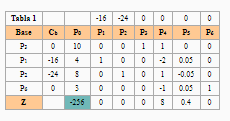 Tabla 1 -16 -24 0 0 0 0
Base Cb P0 P1 P2 P3 P4 P5 P6
P3 0 10 0 0 1 1 0 0
P1 -16 4 1 0 0 -2 0.05 0
P2 -24 8 0 1 0 1 -0.05 0
P6 0 0 0 0 0 -1 0.05 1
Z -256 0 0 0 8 0.4 0